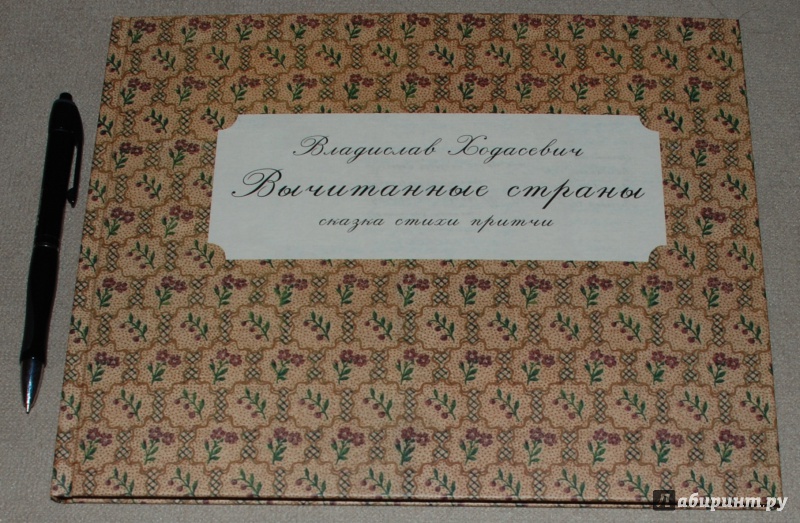 Владислав Ходасевич
Вычитанные страны
сказка стихи притчи
Лабиринт.ру